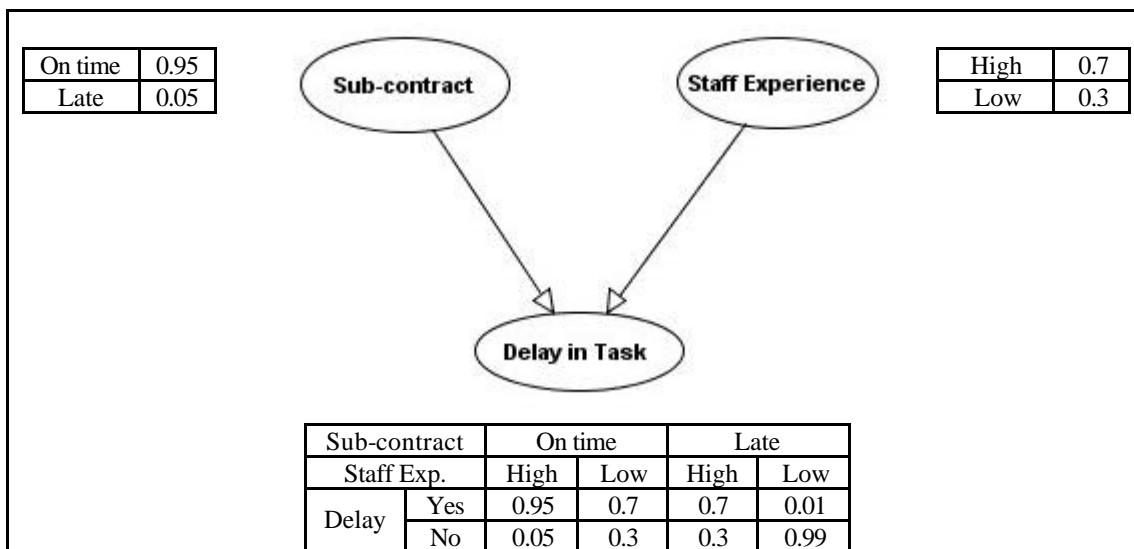 On time 0.95
Late 0.05
Sub-contract
Staff Experience
High 0.7
Low 0.3
Delay in Task
Sub-contract On time Late
Staff Exp. High Low High Low
Delay Yes 0.95 0.7 0.7 0.01
No 0.05 0.3 0.3 0.99